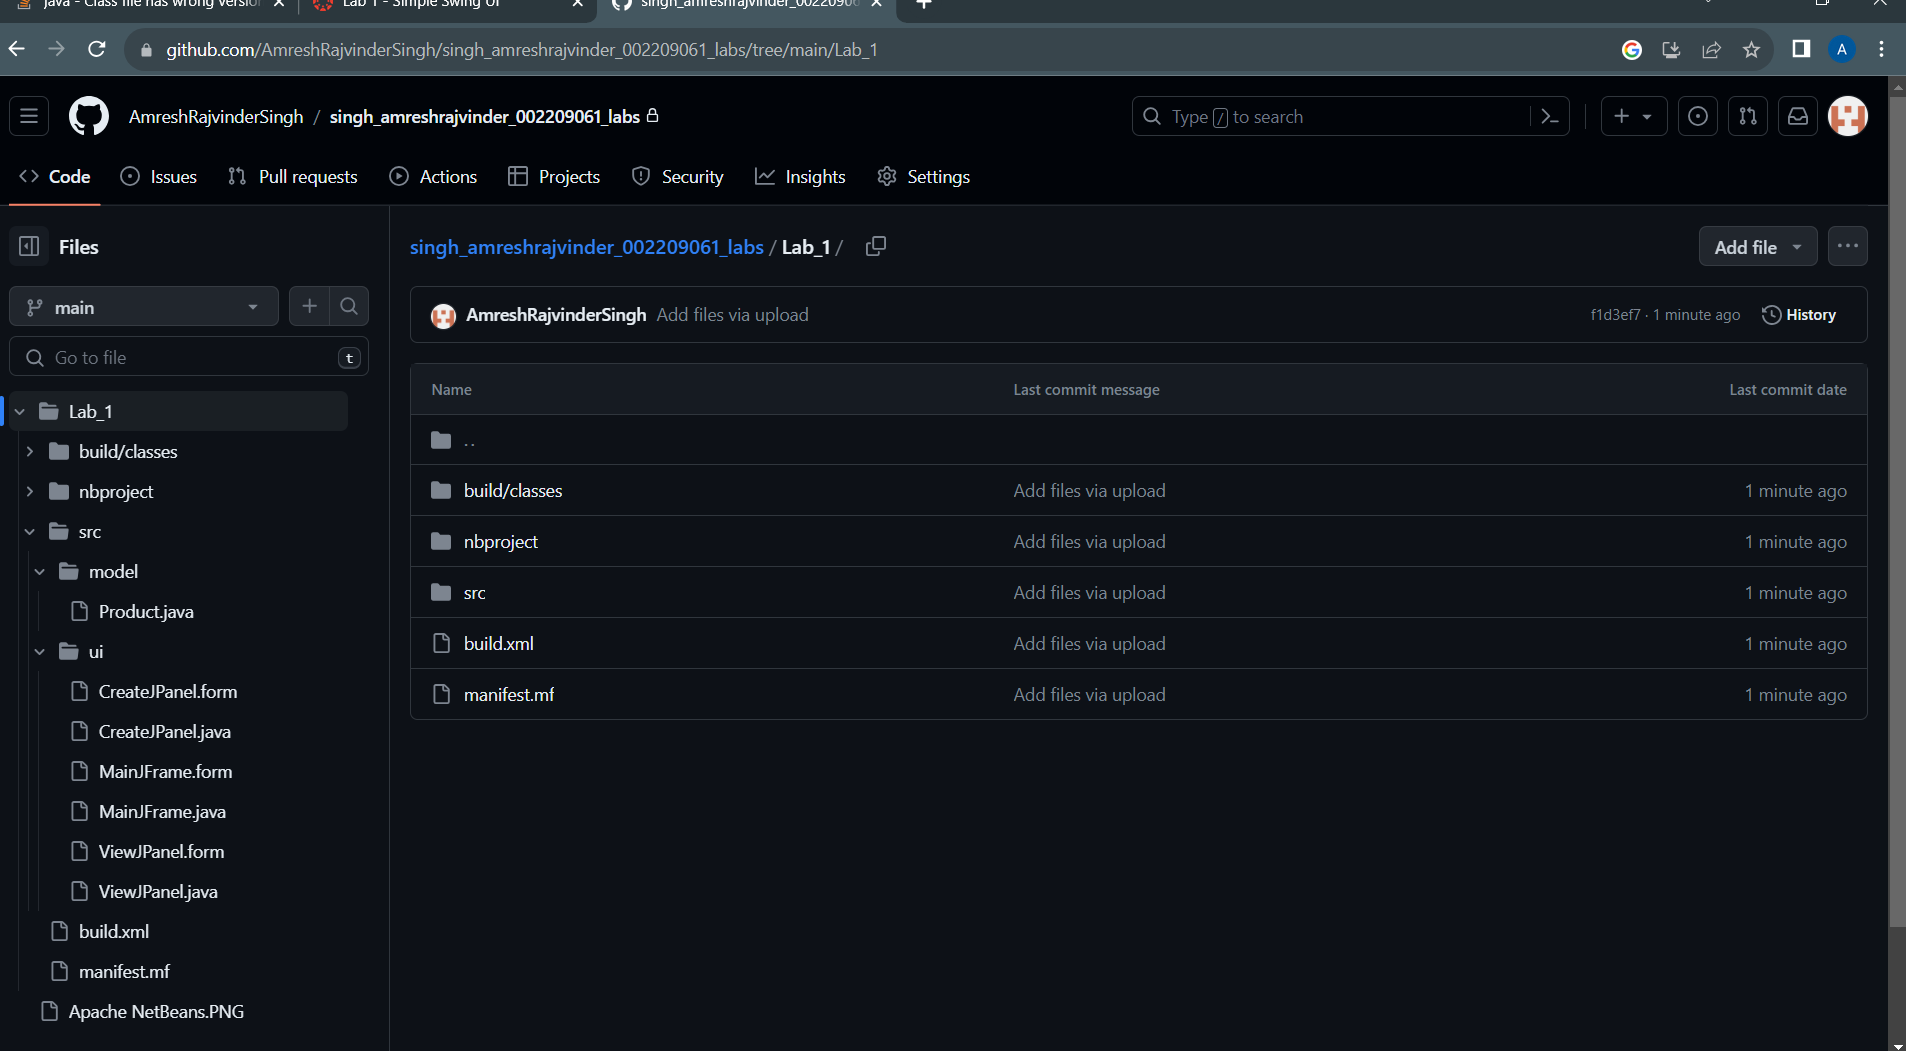 java - Class file has wrong versio
Lab 1 - Simple Swing UI
singh_amreshrajvinder_00220906
github.com/AmreshRajvinderSingh/singh_amreshrajvinder_002209061_labs/tree/main/Lab_1
A
AmreshRajvinderSingh / singh_amreshrajvinder_002209061_labs
Type / to search
Code Issues Pull requests Actions Projects Security Insights Settings
Files
main
Go to file t
Lab_1
build/classes
nbproject
src
model
Product.java
ui
CreateJPanel.form
CreateJPanel.java
MainJFrame.form
MainJFrame.java
ViewJPanel.form
ViewJPanel.java
build.xml
manifest.mf
Apache NetBeans.PNG
singh_amreshrajvinder_002209061_labs / Lab_1 /
Add file
AmreshRajvinderSingh Add files via upload f1d3ef7 · 1 minute ago History
Name Last commit message Last commit date
..
build/classes Add files via upload 1 minute ago
nbproject Add files via upload 1 minute ago
src Add files via upload 1 minute ago
build.xml Add files via upload 1 minute ago
manifest.mf Add files via upload 1 minute ago